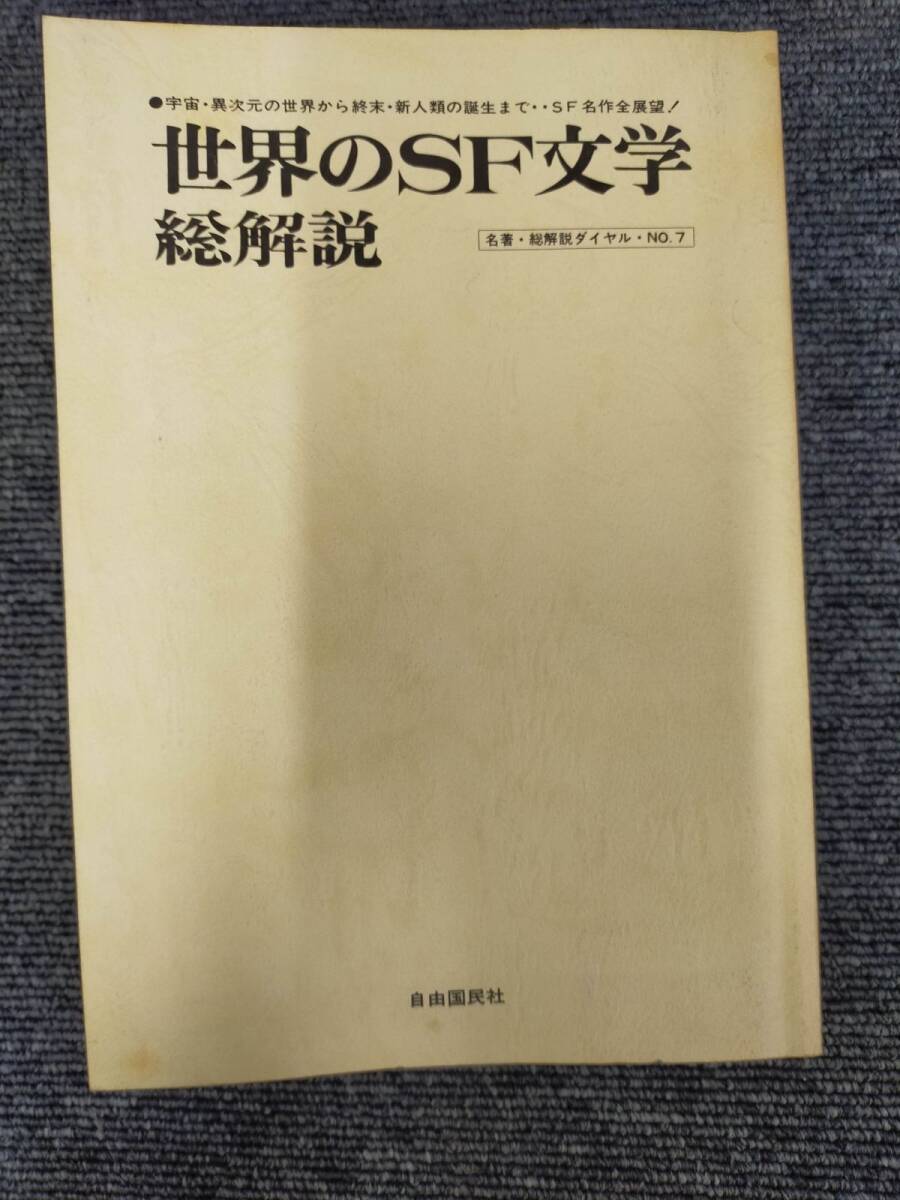 ●宇宙・異次元の世界から終末・新人類の誕生まで・・SF名作全展望!
世界のSF文学
総解説
名著・総解説ダイヤル・NO.7
自由国民社